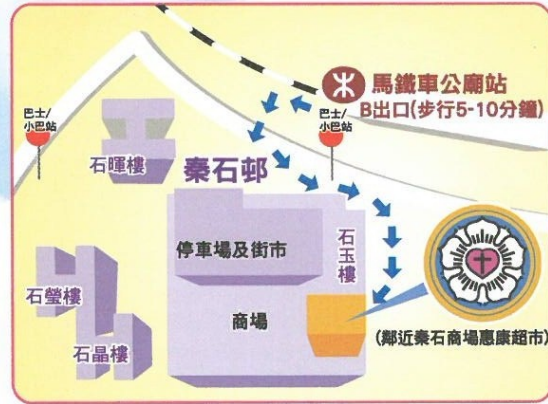 馬鐵車公廟站
B出口(步行5-10分鐘)
巴士/
小巴站
巴士/
小巴站
石暉樓
秦石邨
停車場及街市
石玉樓
石瑩樓
商場
石晶樓
(鄰近秦石商場惠康超市)